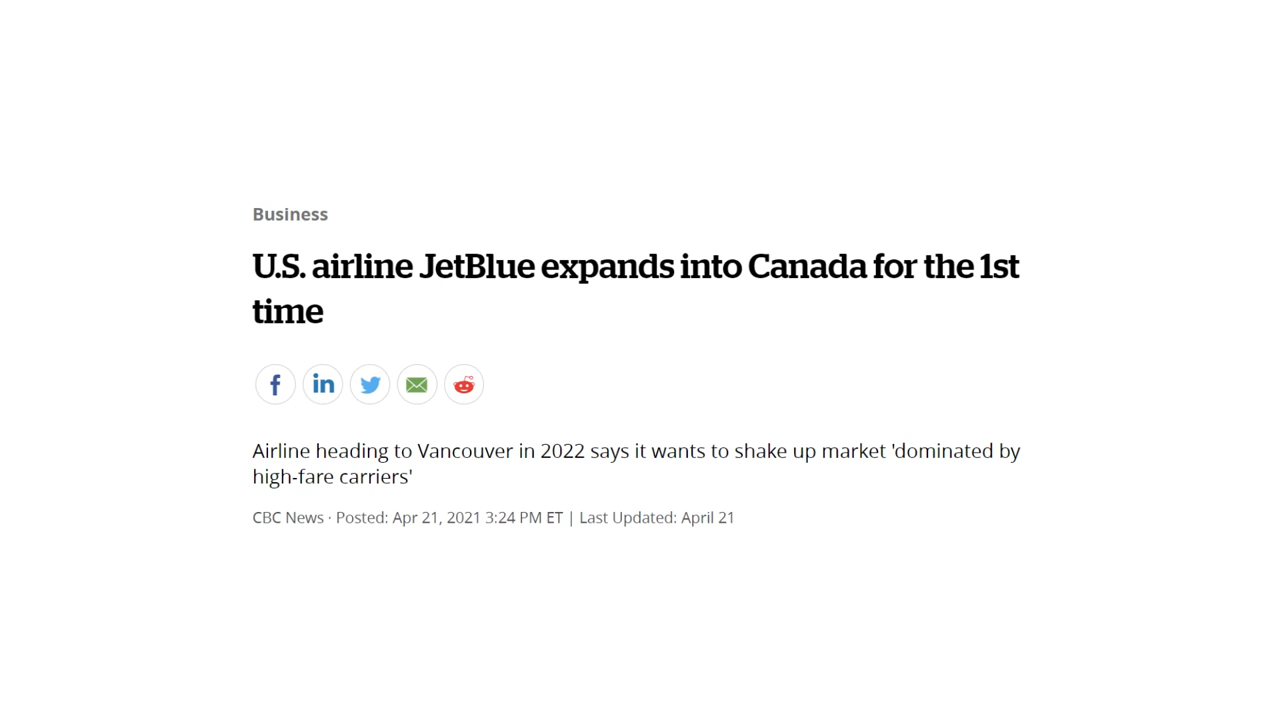 Business
U.S. airline JetBlue expands into Canada for the 1st
time
f
in
Airline heading to Vancouver in 2022 says it wants to shake up market 'dominated by
high-fare carriers'
CBC News · Posted: Apr 21, 2021 3:24 PM ET | Last Updated: April 21